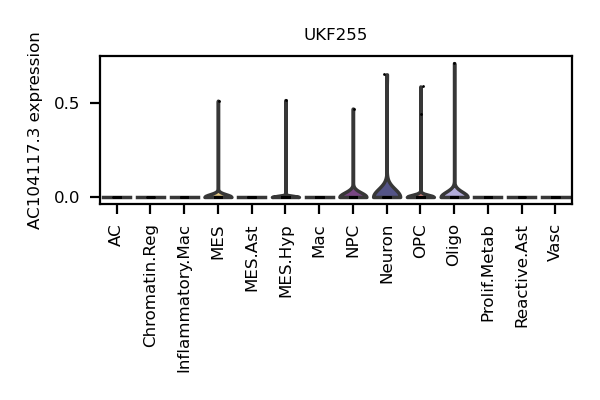 UKF255
AC104117.3 expression
0.5
0.0
AC
Chromatin.Reg
Inflammatory.Mac
MES
MES.Ast
MES.Hyp
Mac
NPC
Neuron
OPC
Oligo
Prolif.Metab
Reactive.Ast
Vasc